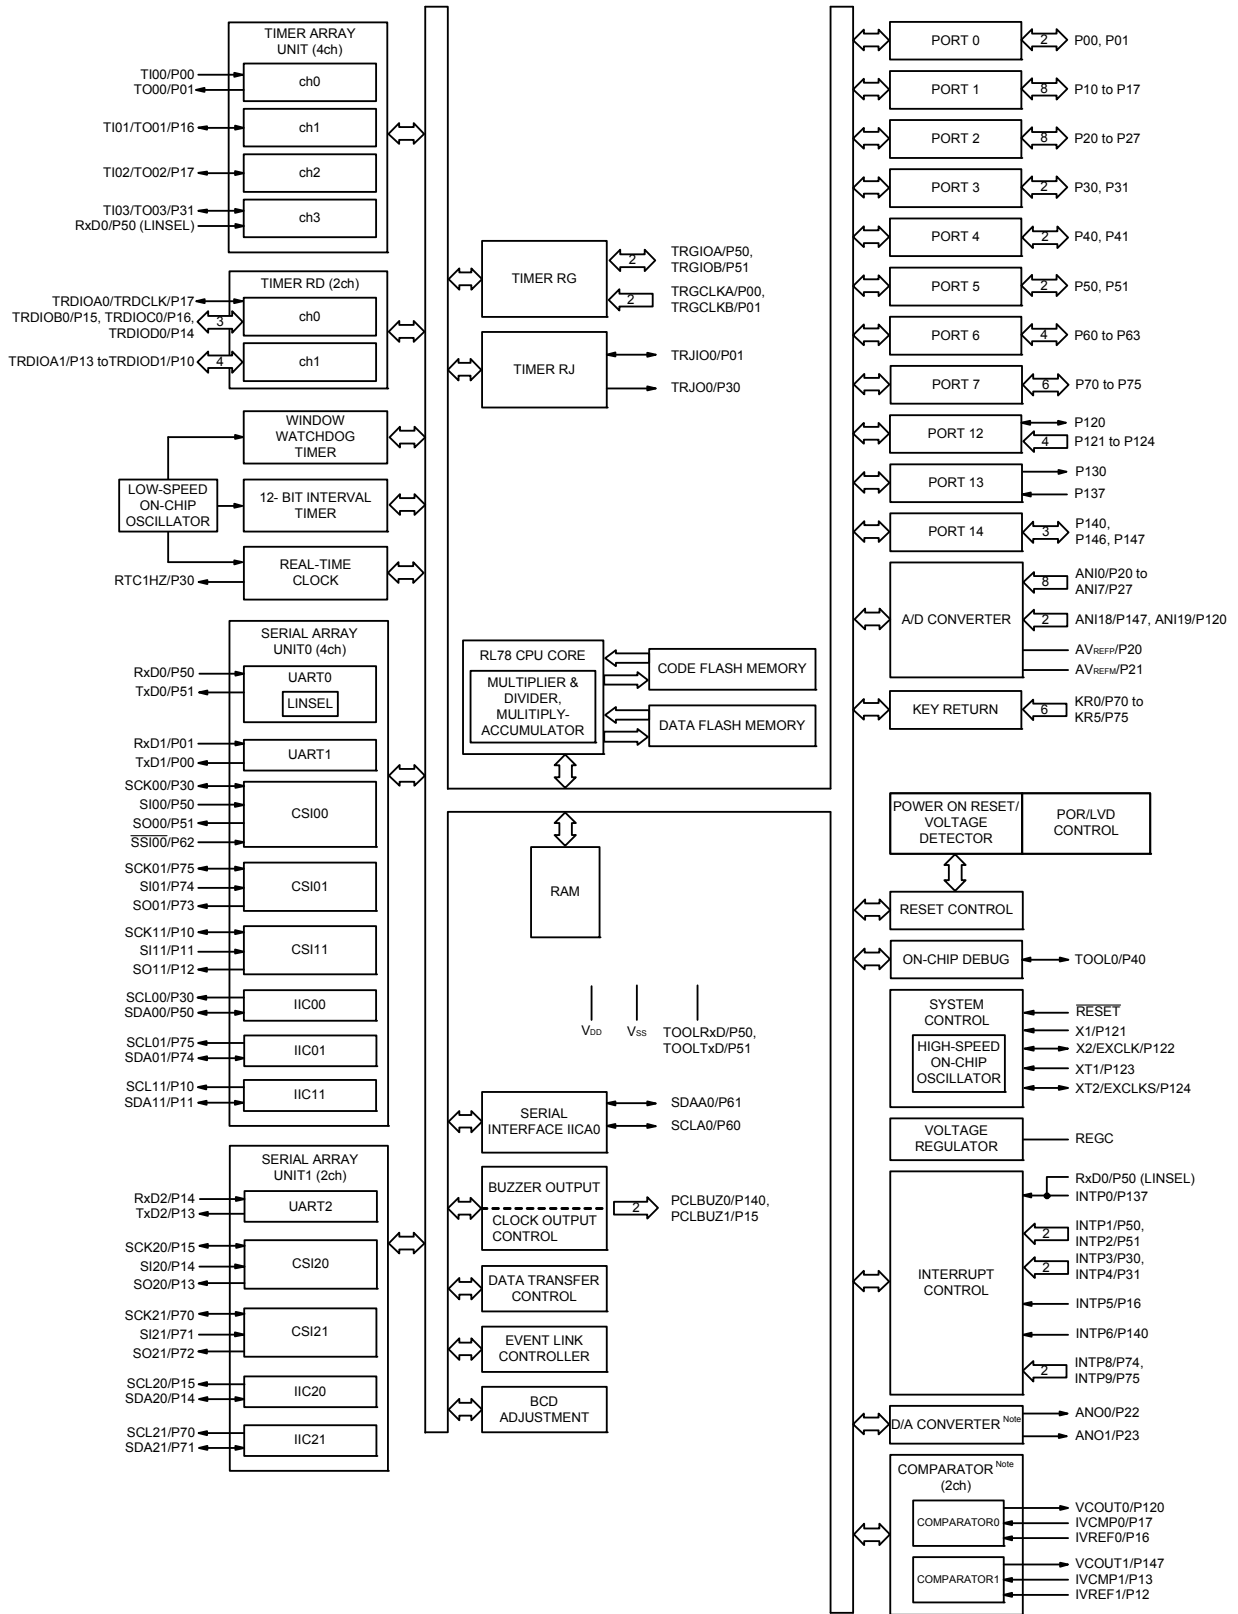 TIMER ARRAY
UNIT (4ch)
TI00/P00
TO00/P01
ch0
TI01/TO01/P16
ch1
TI02/TO02/P17
ch2
TI03/TO03/P31
RxD0/P50 (LINSEL)
ch3
TIMER RD (2ch)
TRDIOA0/TRDCLK/P17
TRDIOB0/P15, TRDIOC0/P16,
TRDIOD0/P14
3
ch0
TRDIOA1/P13 toTRDIOD1/P10
4
ch1
WINDOW
WATCHDOG
TIMER
LOW-SPEED
ON-CHIP
OSCILLATOR
12- BIT INTERVAL
TIMER
RTC1HZ/P30
REAL-TIME
CLOCK
SERIAL ARRAY
UNIT0 (4ch)
RxD0/P50
TxD0/P51
UART0
LINSEL
RxD1/P01
TxD1/P00
UART1
SCK00/P30
SI00/P50
SO00/P51
SSI00/P62
CSI00
SCK01/P75
SI01/P74
SO01/P73
CSI01
SCK11/P10
SI11/P11
SO11/P12
CSI11
SCL00/P30
SDA00/P50
IIC00
SCL01/P75
SDA01/P74
IIC01
SCL11/P10
SDA11/P11
IIC11
SERIAL ARRAY
UNIT1 (2ch)
RxD2/P14
TxD2/P13
UART2
SCK20/P15
SI20/P14
SO20/P13
CSI20
SCK21/P70
SI21/P71
SO21/P72
CSI21
SCL20/P15
SDA20/P14
IIC20
SCL21/P70
SDA21/P71
IIC21
TIMER RG
2
TRGIOA/P50,
TRGIOB/P51
2
TRGCLKA/P00,
TRGCLKB/P01
TIMER RJ
TRJIO0/P01
TRJO0/P30
RL78 CPU CORE
MULTIPLIER &
DIVIDER,
MULITIPLY-
ACCUMULATOR
CODE FLASH MEMORY
DATA FLASH MEMORY
RAM
VDD
VSS
TOOLRxD/P50,
TOOLTxD/P51
SERIAL
INTERFACE IICA0
SDAA0/P61
SCLA0/P60
BUZZER OUTPUT
CLOCK OUTPUT
CONTROL
2
PCLBUZ0/P140,
PCLBUZ1/P15
DATA TRANSFER
CONTROL
EVENT LINK
CONTROLLER
BCD
ADJUSTMENT
PORT 0
2
P00, P01
PORT 1
8
P10 to P17
PORT 2
8
P20 to P27
PORT 3
2
P30, P31
PORT 4
2
P40, P41
PORT 5
2
P50, P51
PORT 6
4
P60 to P63
PORT 7
6
P70 to P75
PORT 12
P120
4
P121 to P124
PORT 13
P130
P137
PORT 14
3
P140,
P146, P147
A/D CONVERTER
8
ANI0/P20 to
ANI7/P27
2
ANI18/P147, ANI19/P120
AVREFP/P20
AVREFM/P21
KEY RETURN
6
KR0/P70 to
KR5/P75
POWER ON RESET/
VOLTAGE
DETECTOR
POR/LVD
CONTROL
RESET CONTROL
ON-CHIP DEBUG
TOOL0/P40
SYSTEM
CONTROL
HIGH-SPEED
ON-CHIP
OSCILLATOR
RESET
X1/P121
X2/EXCLK/P122
XT1/P123
XT2/EXCLKS/P124
VOLTAGE
REGULATOR
REGC
INTERRUPT
CONTROL
RxD0/P50 (LINSEL)
INTP0/P137
2
INTP1/P50,
INTP2/P51
2
INTP3/P30,
INTP4/P31
INTP5/P16
INTP6/P140
2
INTP8/P74,
INTP9/P75
D/A CONVERTER Note
ANO0/P22
ANO1/P23
COMPARATOR Note
(2ch)
COMPARATOR0
VCOUT0/P120
IVCMP0/P17
IVREF0/P16
COMPARATOR1
VCOUT1/P147
IVCMP1/P13
IVREF1/P12